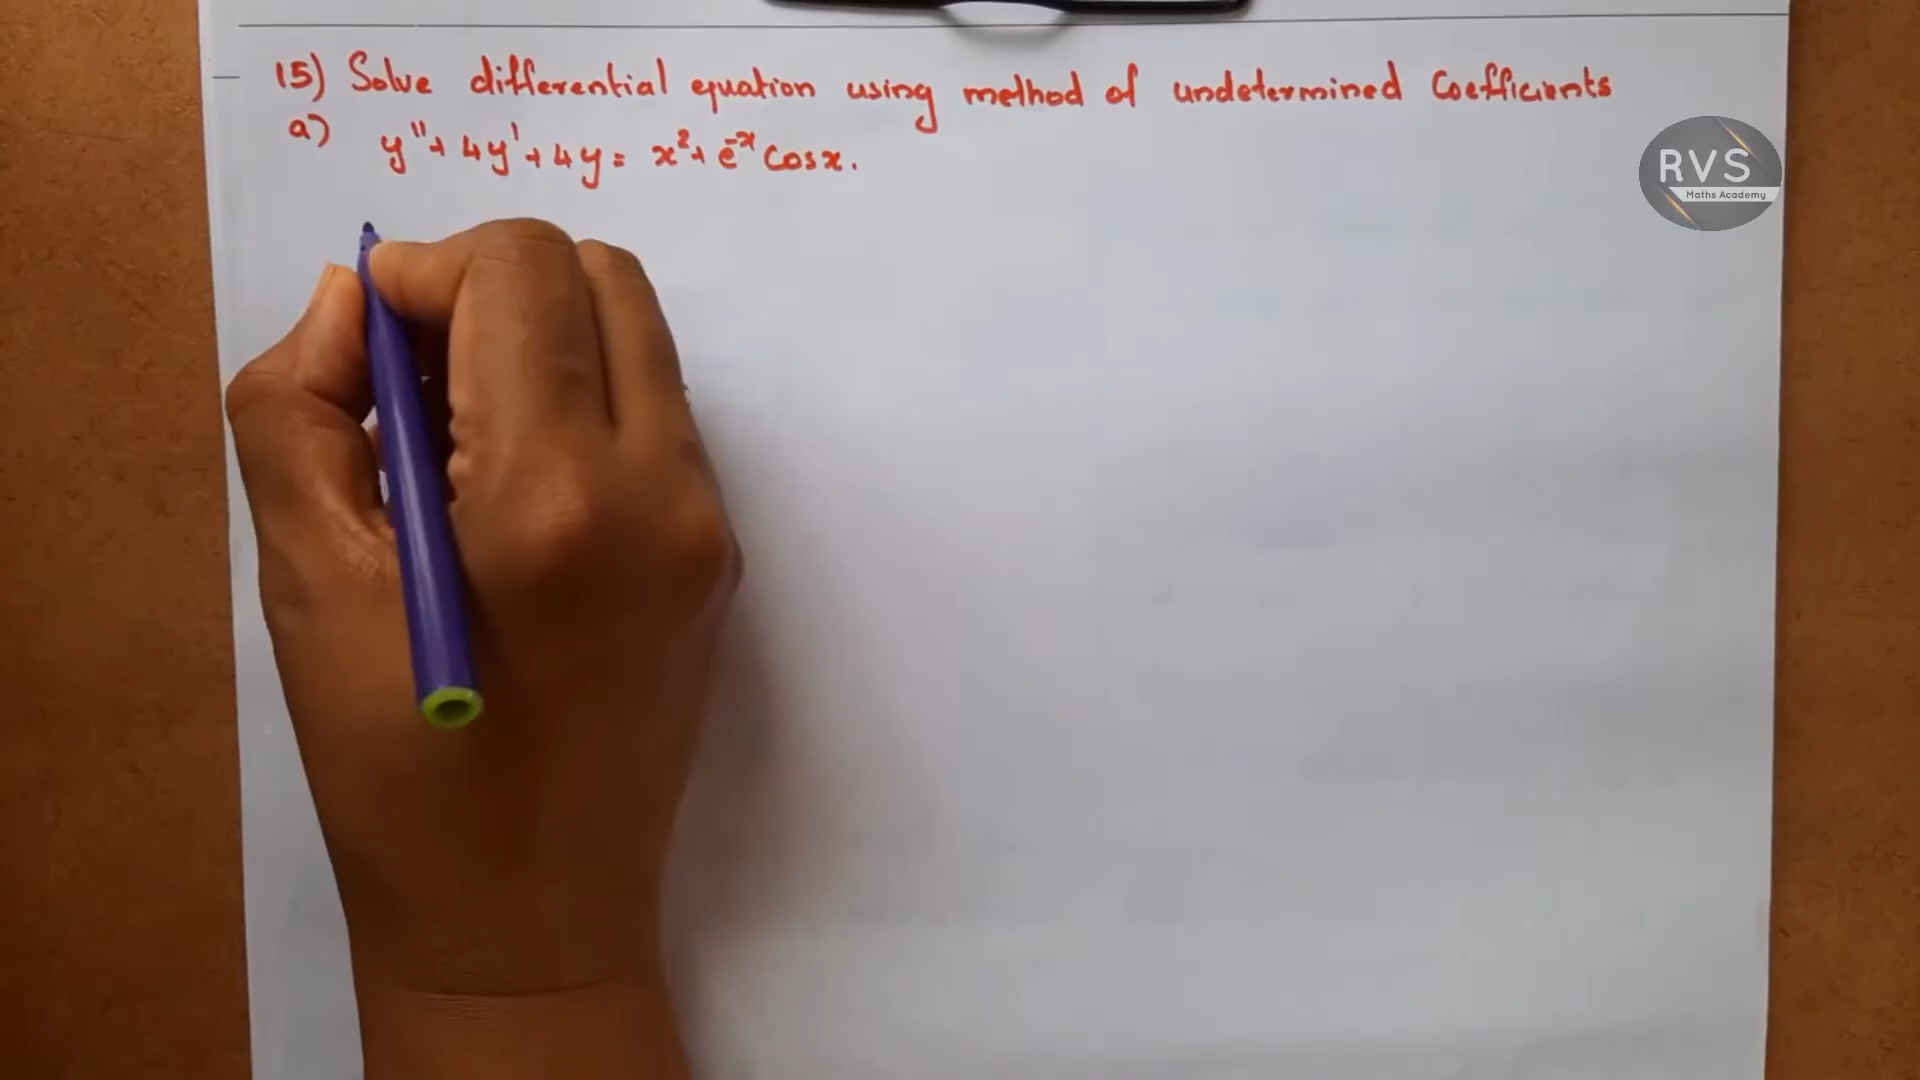 15) Solve differential equation using method of undetermined Coefficients
a) y'' + 4y' + 4y = x² + e⁻ˣ Cosx.
RVS
Maths Academy